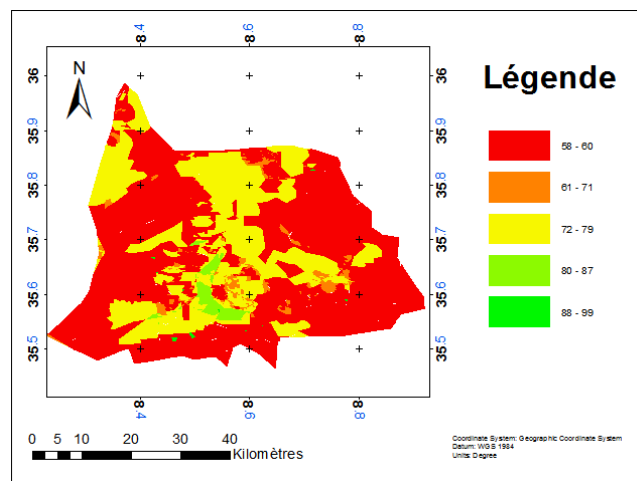 8.4 8.6 8.8
N
36 36
35.9 35.9
35.8 35.8
35.7 35.7
35.6 35.6
35.5 35.5
8.4 8.6 8.8
Légende
58 - 60
61 - 71
72 - 79
80 - 87
88 - 99
0 5 10 20 30 40
Kilomètres
Coordinate System: Geographic Coordinate System
Datum: WGS 1984
Units: Degree